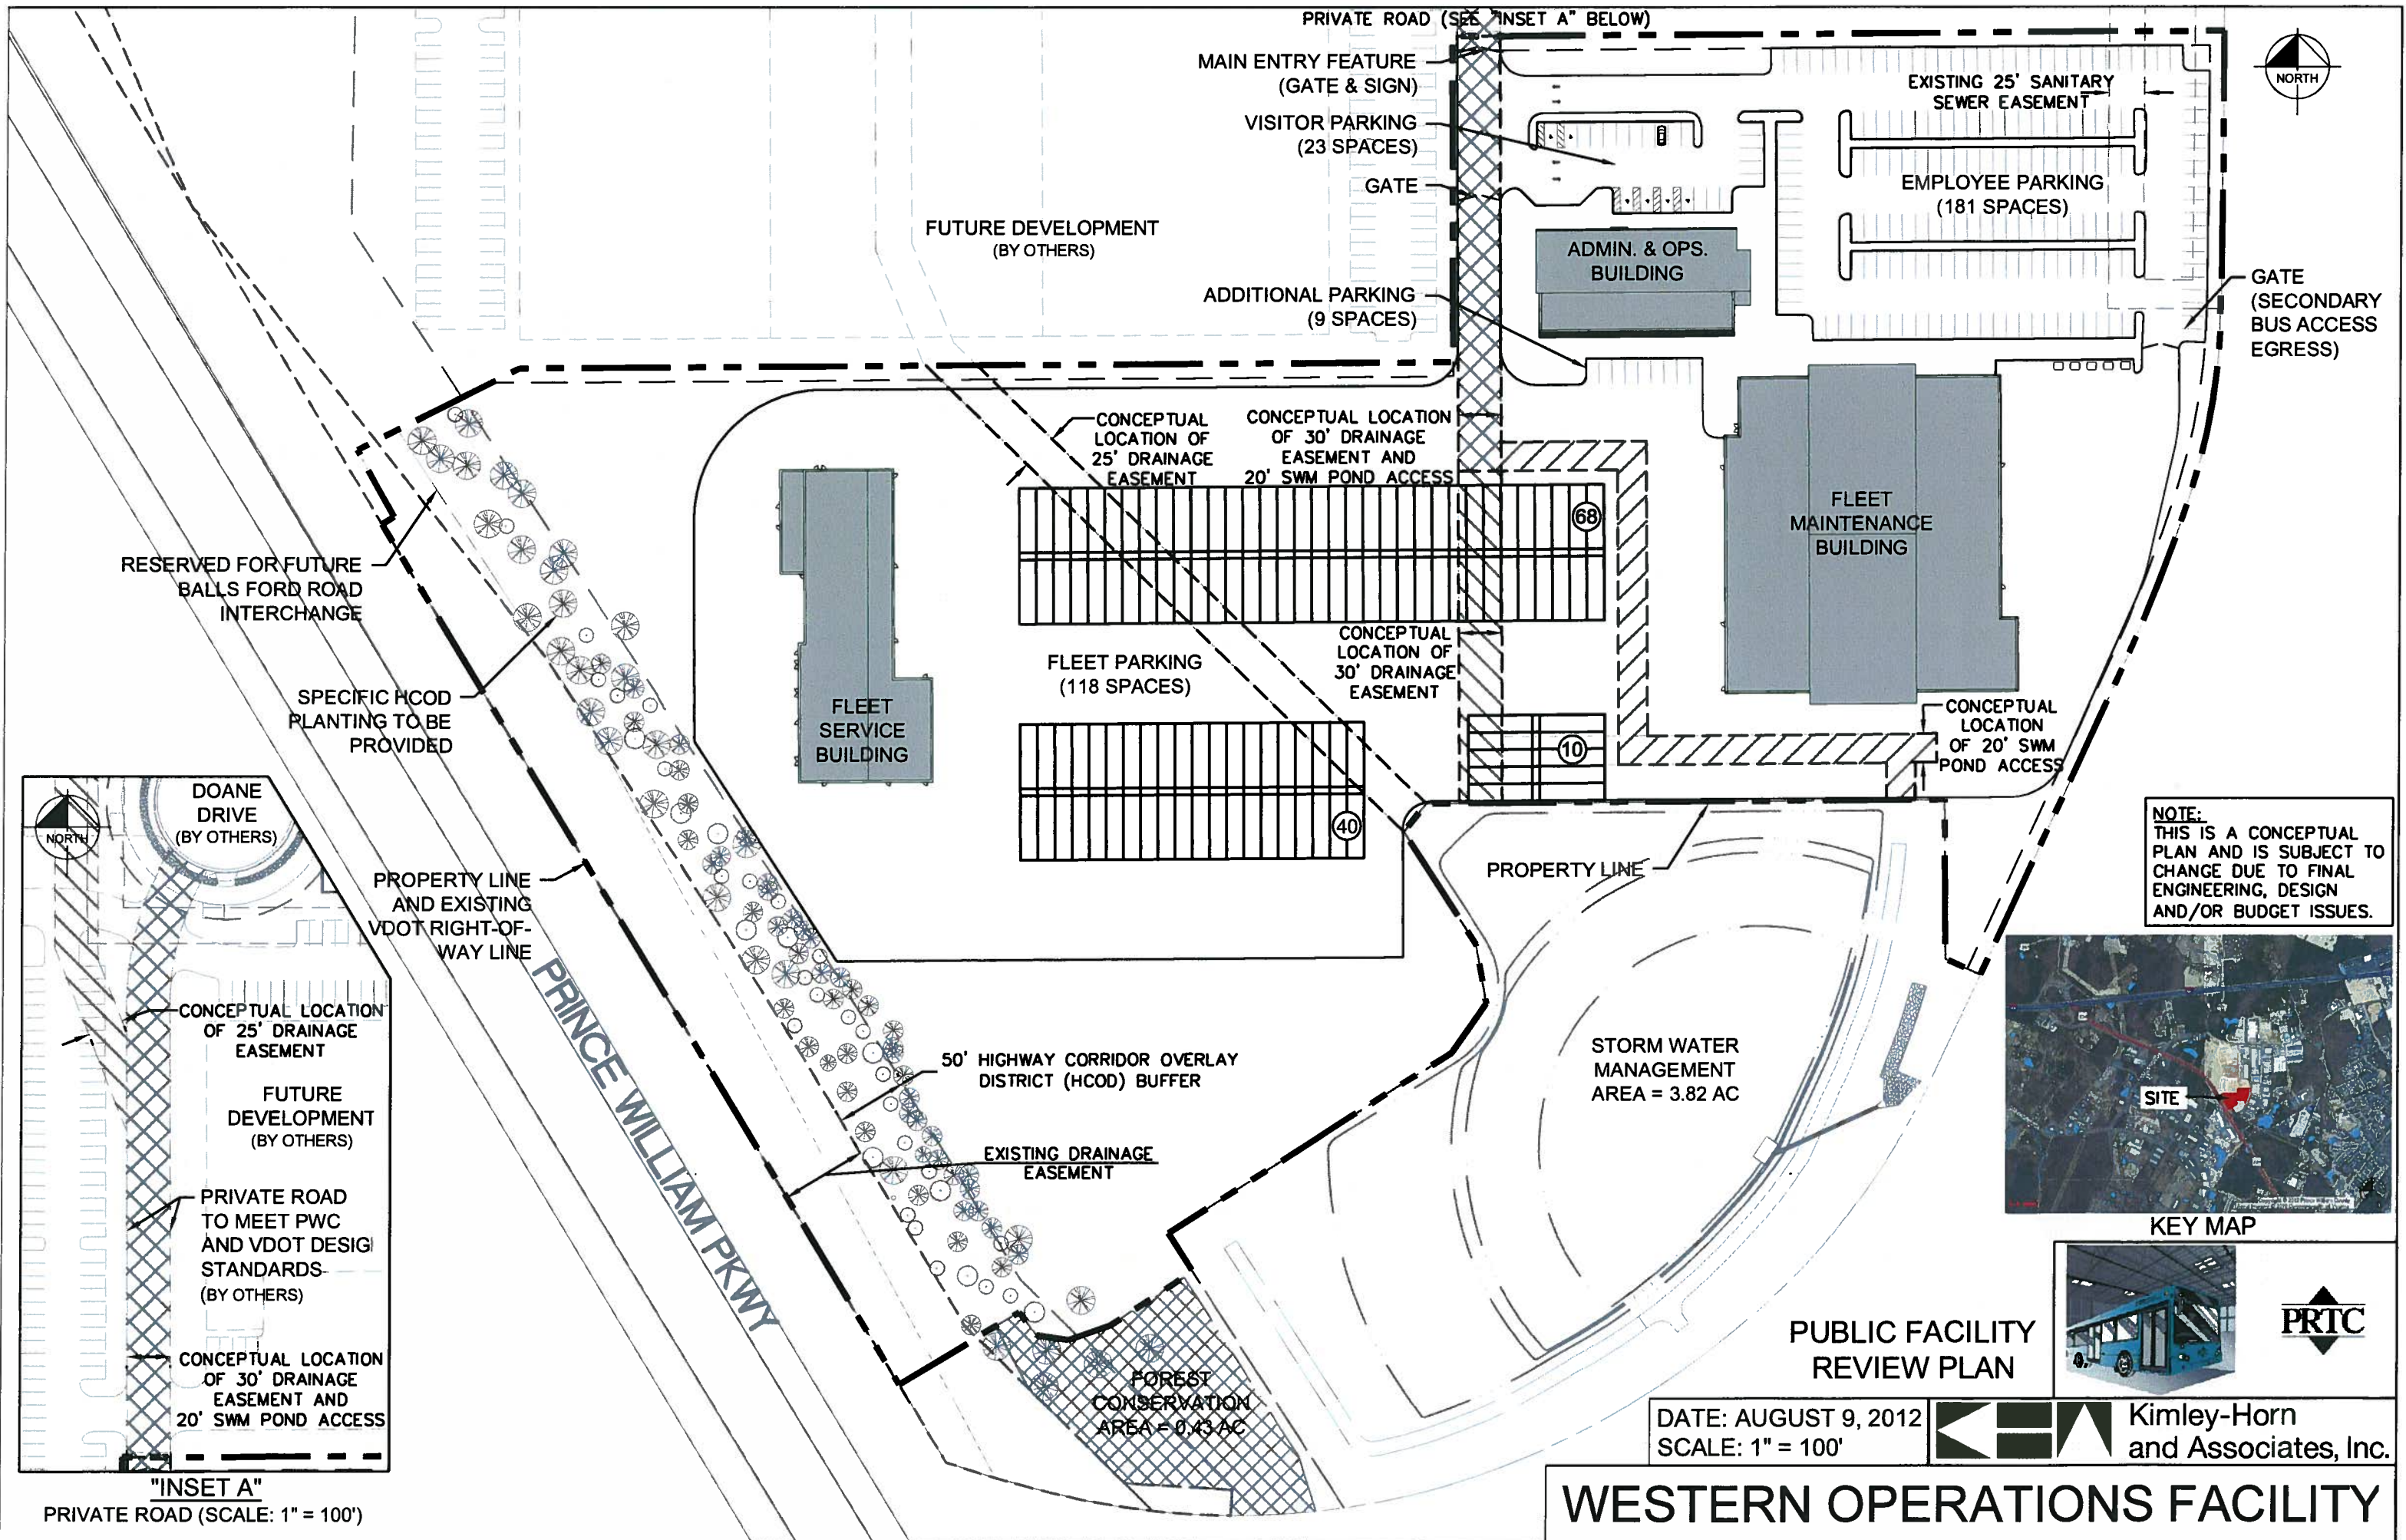 PRIVATE ROAD (SEE "INSET A" BELOW)
MAIN ENTRY FEATURE
(GATE & SIGN)
VISITOR PARKING
(23 SPACES)
GATE
ADDITIONAL PARKING
(9 SPACES)
FUTURE DEVELOPMENT
(BY OTHERS)
EXISTING 25' SANITARY
SEWER EASEMENT
NORTH
EMPLOYEE PARKING
(181 SPACES)
ADMIN. & OPS.
BUILDING
GATE
(SECONDARY
BUS ACCESS
EGRESS)
CONCEPTUAL
LOCATION OF
25' DRAINAGE
EASEMENT
CONCEPTUAL LOCATION
OF 30' DRAINAGE
EASEMENT AND
20' SWM POND ACCESS
68
FLEET
MAINTENANCE
BUILDING
RESERVED FOR FUTURE
BALLS FORD ROAD
INTERCHANGE
SPECIFIC HCOD
PLANTING TO BE
PROVIDED
FLEET PARKING
(118 SPACES)
CONCEPTUAL
LOCATION OF
30' DRAINAGE
EASEMENT
FLEET
SERVICE
BUILDING
10
40
CONCEPTUAL
LOCATION
OF 20' SWM
POND ACCESS
PROPERTY LINE
NOTE:
THIS IS A CONCEPTUAL
PLAN AND IS SUBJECT TO
CHANGE DUE TO FINAL
ENGINEERING, DESIGN
AND/OR BUDGET ISSUES.
PROPERTY LINE
AND EXISTING
VDOT RIGHT-OF-
WAY LINE
PRINCE WILLIAM PKWY
50' HIGHWAY CORRIDOR OVERLAY
DISTRICT (HCOD) BUFFER
EXISTING DRAINAGE
EASEMENT
STORM WATER
MANAGEMENT
AREA = 3.82 AC
FOREST
CONSERVATION
AREA = 0.43 AC
NORTH
DOANE
DRIVE
(BY OTHERS)
CONCEPTUAL LOCATION
OF 25' DRAINAGE
EASEMENT
FUTURE
DEVELOPMENT
(BY OTHERS)
PRIVATE ROAD
TO MEET PWC
AND VDOT DESIG
STANDARDS
(BY OTHERS)
CONCEPTUAL LOCATION
OF 30' DRAINAGE
EASEMENT AND
20' SWM POND ACCESS
"INSET A"
PRIVATE ROAD (SCALE: 1" = 100')
SITE
KEY MAP
PUBLIC FACILITY
REVIEW PLAN
PRTC
DATE: AUGUST 9, 2012
SCALE: 1" = 100'
Kimley-Horn
and Associates, Inc.
WESTERN OPERATIONS FACILITY